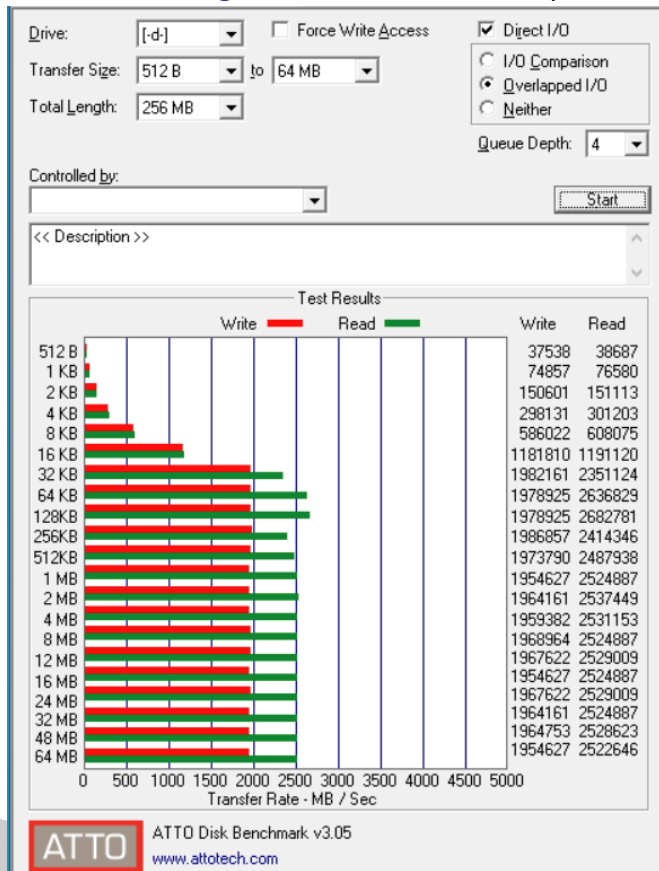 Drive: [-d-] Force Write Access Direct I/O
Transfer Size: 512 B to 64 MB I/O Comparison
Overlapped I/O
Total Length: 256 MB Neither
Queue Depth: 4
Controlled by:
Start
<< Description >>
Test Results
Write Read Write Read
512 B 37538 38687
1 KB 74857 76580
2 KB 150601 151113
4 KB 298131 301203
8 KB 586022 608075
16 KB 1181810 1191120
32 KB 1982161 2351124
64 KB 1978925 2636829
128KB 1978925 2682781
256KB 1986857 2414346
512KB 1973790 2487938
1 MB 1954627 2524887
2 MB 1964161 2537449
4 MB 1959382 2531153
8 MB 1968964 2524887
12 MB 1967622 2529009
16 MB 1954627 2524887
24 MB 1967622 2529009
32 MB 1964161 2524887
48 MB 1964753 2528623
64 MB 1954627 2522646
0 500 1000 1500 2000 2500 3000 3500 4000 4500 5000
Transfer Rate - MB / Sec
ATTO ATTO Disk Benchmark v3.05
www.attotech.com